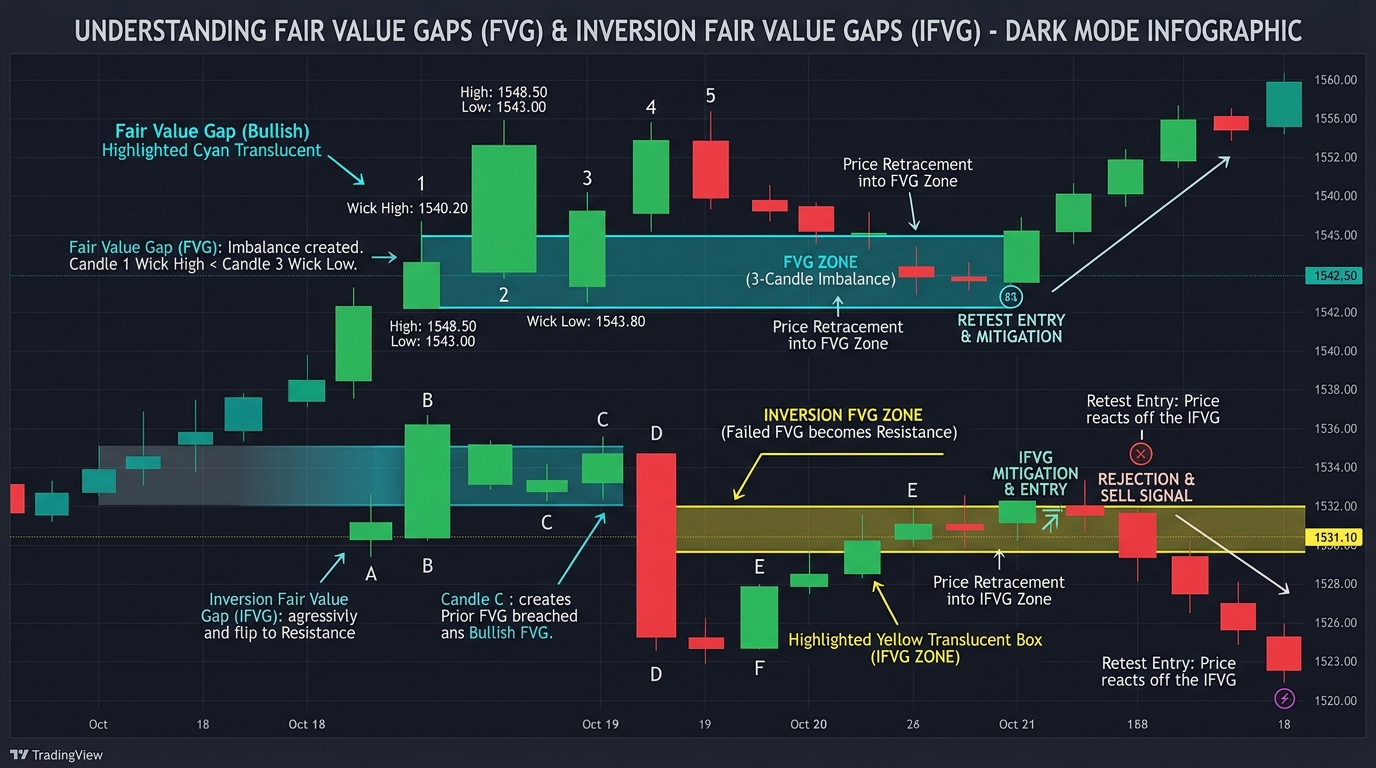 UNDERSTANDING FAIR VALUE GAPS (FVG) & INVERSION FAIR VALUE GAPS (IFVG) - DARK MODE INFOGRAPHIC
Fair Value Gap (Bullish)
Highlighted Cyan Translucent
High: 1548.50
Low: 1543.00
1
Wick High: 1540.20
3
4
5
Fair Value Gap (FVG): Imbalance created.
Candle 1 Wick High < Candle 3 Wick Low.
Price Retracement
into FVG Zone
FVG ZONE
(3-Candle Imbalance)
2
High: 1548.50
Low: 1543.00
Wick Low: 1543.80
Price Retracement
into FVG Zone
RETEST ENTRY
& MITIGATION
B
C
D
INVERSION FVG ZONE
(Failed FVG becomes Resistance)
Retest Entry: Price
reacts off the IFVG
IFVG
MITIGATION
& ENTRY
REJECTION &
SELL SIGNAL
E
C
A
B
E
Inversion Fair Value
Gap (IFVG): agressivly
and flip to Resistance
Candle C : creates
Prior FVG breached
ans Bullish FVG.
D
F
Price Retracement
into IFVG Zone
Highlighted Yellow Translucent Box
(IFVG ZONE)
Retest Entry: Price
reacts off the IFVG
1560.00
1556.00
1552.00
1540.00
1543.00
1542,50
1542.00
1540.00
1538.00
1536.00
1534.00
1532.00
1531.10
1528.00
1526.00
1523.00
1520.00
Oct
18
Oct 18
Oct 19
19
Oct 20
26
Oct 21
18
TradingView